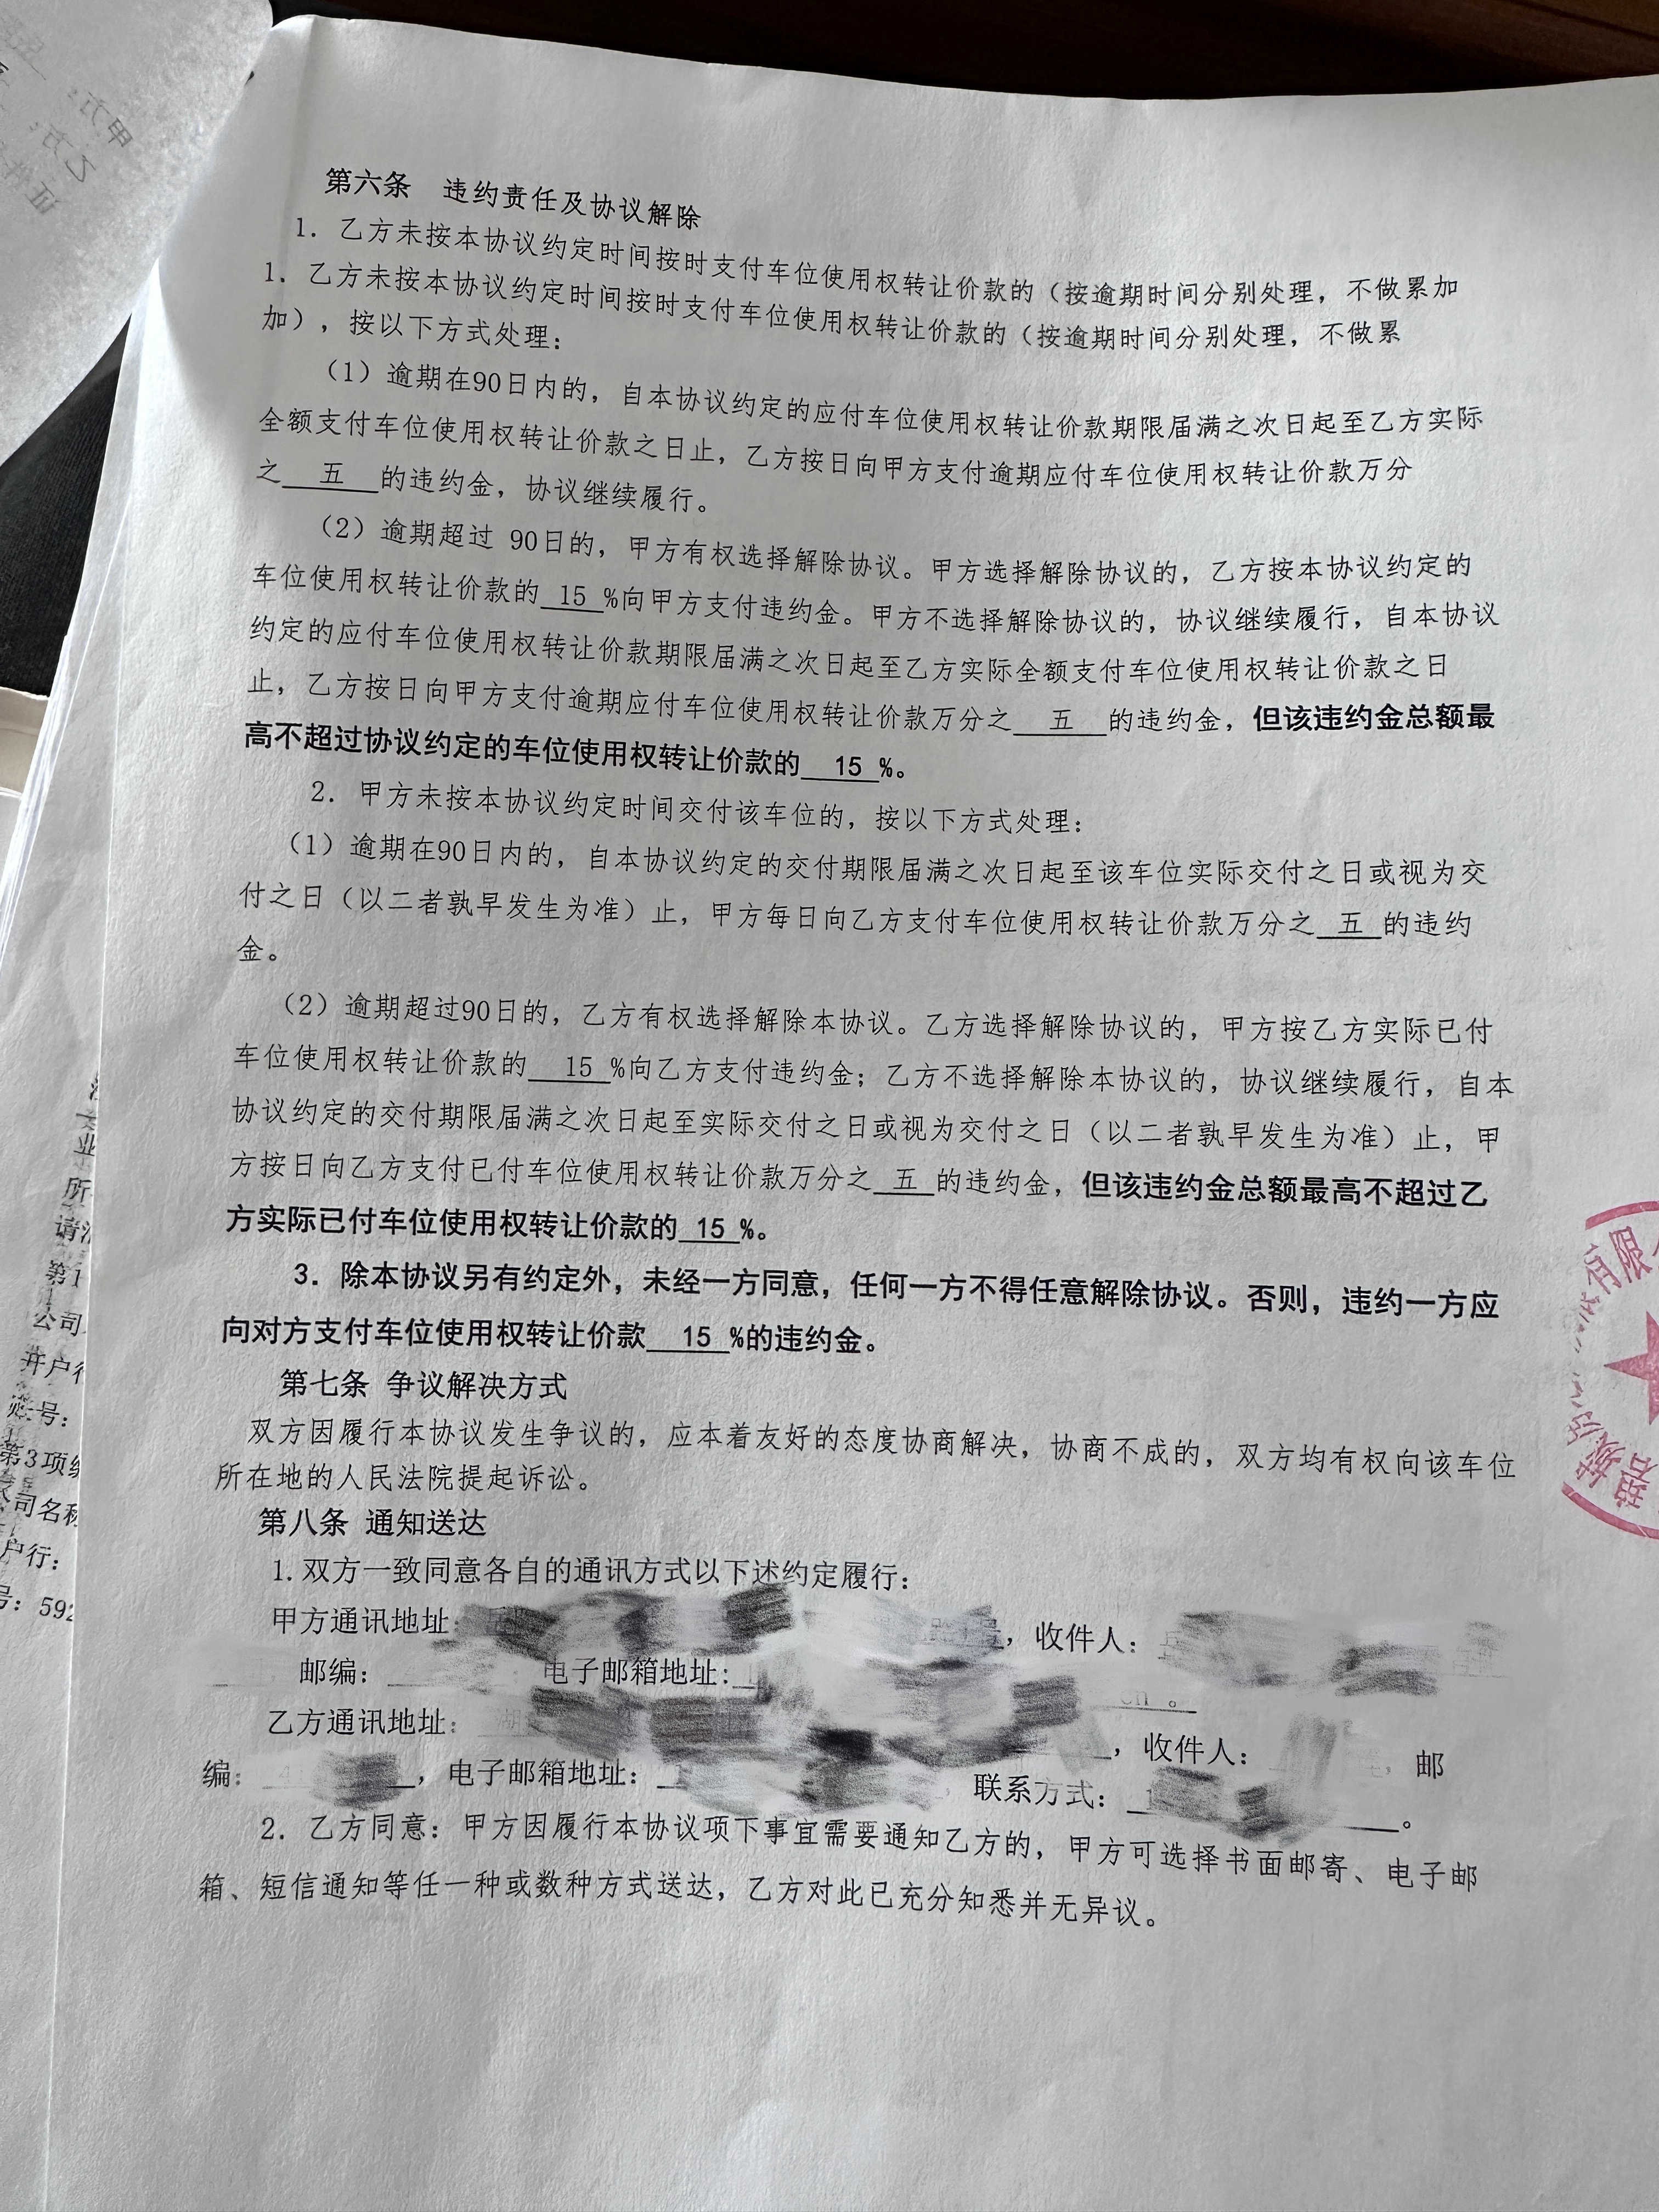 甲方：
乙方：
第六条 违约责任及协议解除
1. 乙方未按本协议约定时间按时支付车位使用权转让价款的（按逾期时间分别处理，不做累加
1. 乙方未按本协议约定时间按时支付车位使用权转让价款的（按逾期时间分别处理，不做累
加），按以下方式处理：
（1）逾期在90日内的，自本协议约定的应付车位使用权转让价款期限届满之次日起至乙方实际
全额支付车位使用权转让价款之日止，乙方按日向甲方支付逾期应付车位使用权转让价款万分
之 五 的违约金，协议继续履行。
（2）逾期超过 90日的，甲方有权选择解除协议。甲方选择解除协议的，乙方按本协议约定的
车位使用权转让价款的 15 %向甲方支付违约金。甲方不选择解除协议的，协议继续履行，自本协议
约定的应付车位使用权转让价款期限届满之次日起至乙方实际全额支付车位使用权转让价款之日
止，乙方按日向甲方支付逾期应付车位使用权转让价款万分之 五 的违约金，但该违约金总额最
高不超过协议约定的车位使用权转让价款的 15 %。
2. 甲方未按本协议约定时间交付该车位的，按以下方式处理：
（1）逾期在90日内的，自本协议约定的交付期限届满之次日起至该车位实际交付之日或视为交
付之日（以二者孰早发生为准）止，甲方每日向乙方支付车位使用权转让价款万分之 五 的违约
金。
（2）逾期超过90日的，乙方有权选择解除本协议。乙方选择解除协议的，甲方按乙方实际已付
车位使用权转让价款的 15 %向乙方支付违约金；乙方不选择解除本协议的，协议继续履行，自本
协议约定的交付期限届满之次日起至实际交付之日或视为交付之日（以二者孰早发生为准）止，甲
方按日向乙方支付已付车位使用权转让价款万分之 五 的违约金，但该违约金总额最高不超过乙
方实际已付车位使用权转让价款的 15 %。
3. 除本协议另有约定外，未经一方同意，任何一方不得任意解除协议。否则，违约一方应
向对方支付车位使用权转让价款 15 %的违约金。
第七条 争议解决方式
双方因履行本协议发生争议的，应本着友好的态度协商解决，协商不成的，双方均有权向该车位
所在地的人民法院提起诉讼。
第八条 通知送达
1. 双方一致同意各自的通讯方式以下述约定履行：
甲方通讯地址： ，收件人：
邮编： 电子邮箱地址： 。
乙方通讯地址： ，收件人： ，邮
编： ，电子邮箱地址： 联系方式： 。
2. 乙方同意：甲方因履行本协议项下事宜需要通知乙方的，甲方可选择书面邮寄、电子邮
箱、短信通知等任一种或数种方式送达，乙方对此已充分知悉并无异议。
业
所
请
第1
公司
开户行
账号：
第3项
公司名称
户行：
号：592
有限